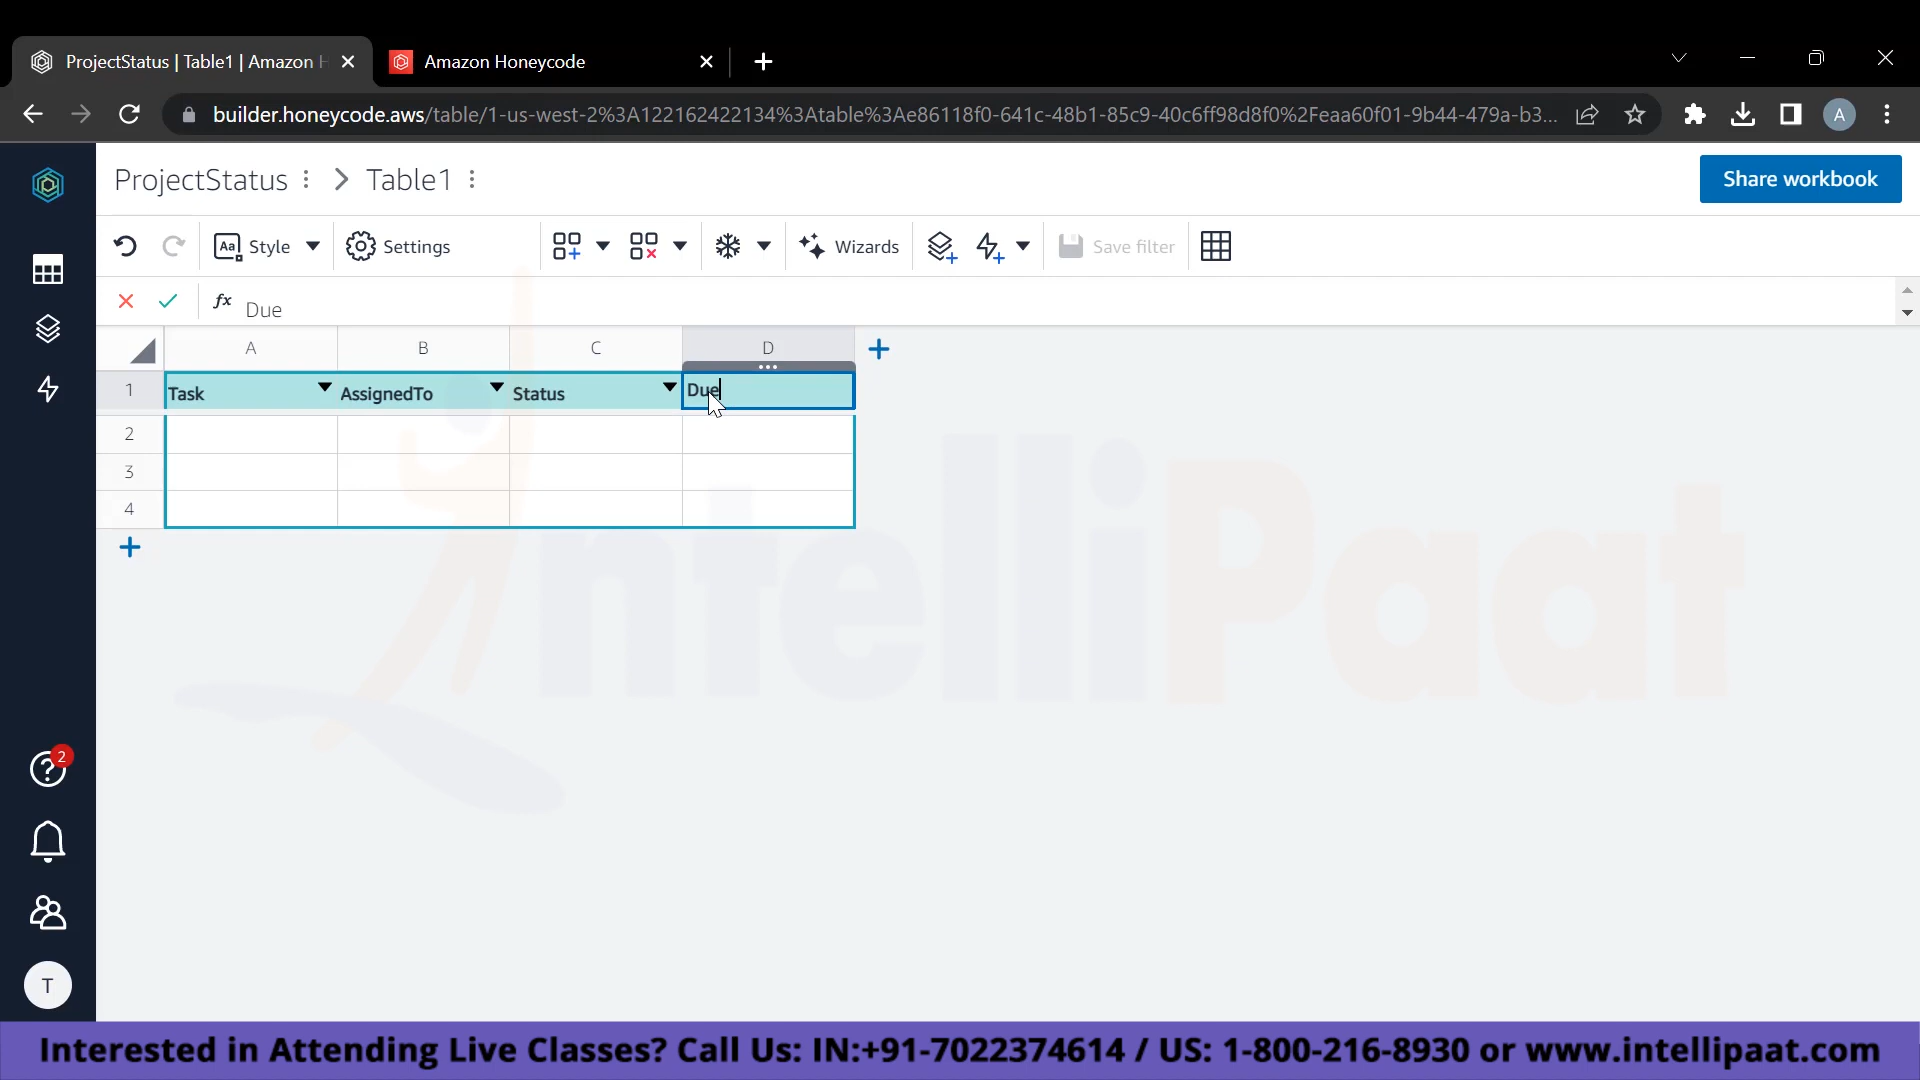 ProjectStatus | Table1 | Amazon H
Amazon Honeycode
builder.honeycode.aws/table/1-us-west-2%3A122162422134%3Atable%3Ae86118f0-641c-48b1-85c9-40c6ff98d8f0%2Feaa60f01-9b44-479a-b3...
A
ProjectStatus > Table1
Share workbook
Aa Style
Settings
Wizards
Save filter
fx Due
A B C D
1 Task AssignedTo Status Due
2
3
4
IntelliPaat
2
T
Interested in Attending Live Classes? Call Us: IN:+91-7022374614 / US: 1-800-216-8930 or www.intellipaat.com